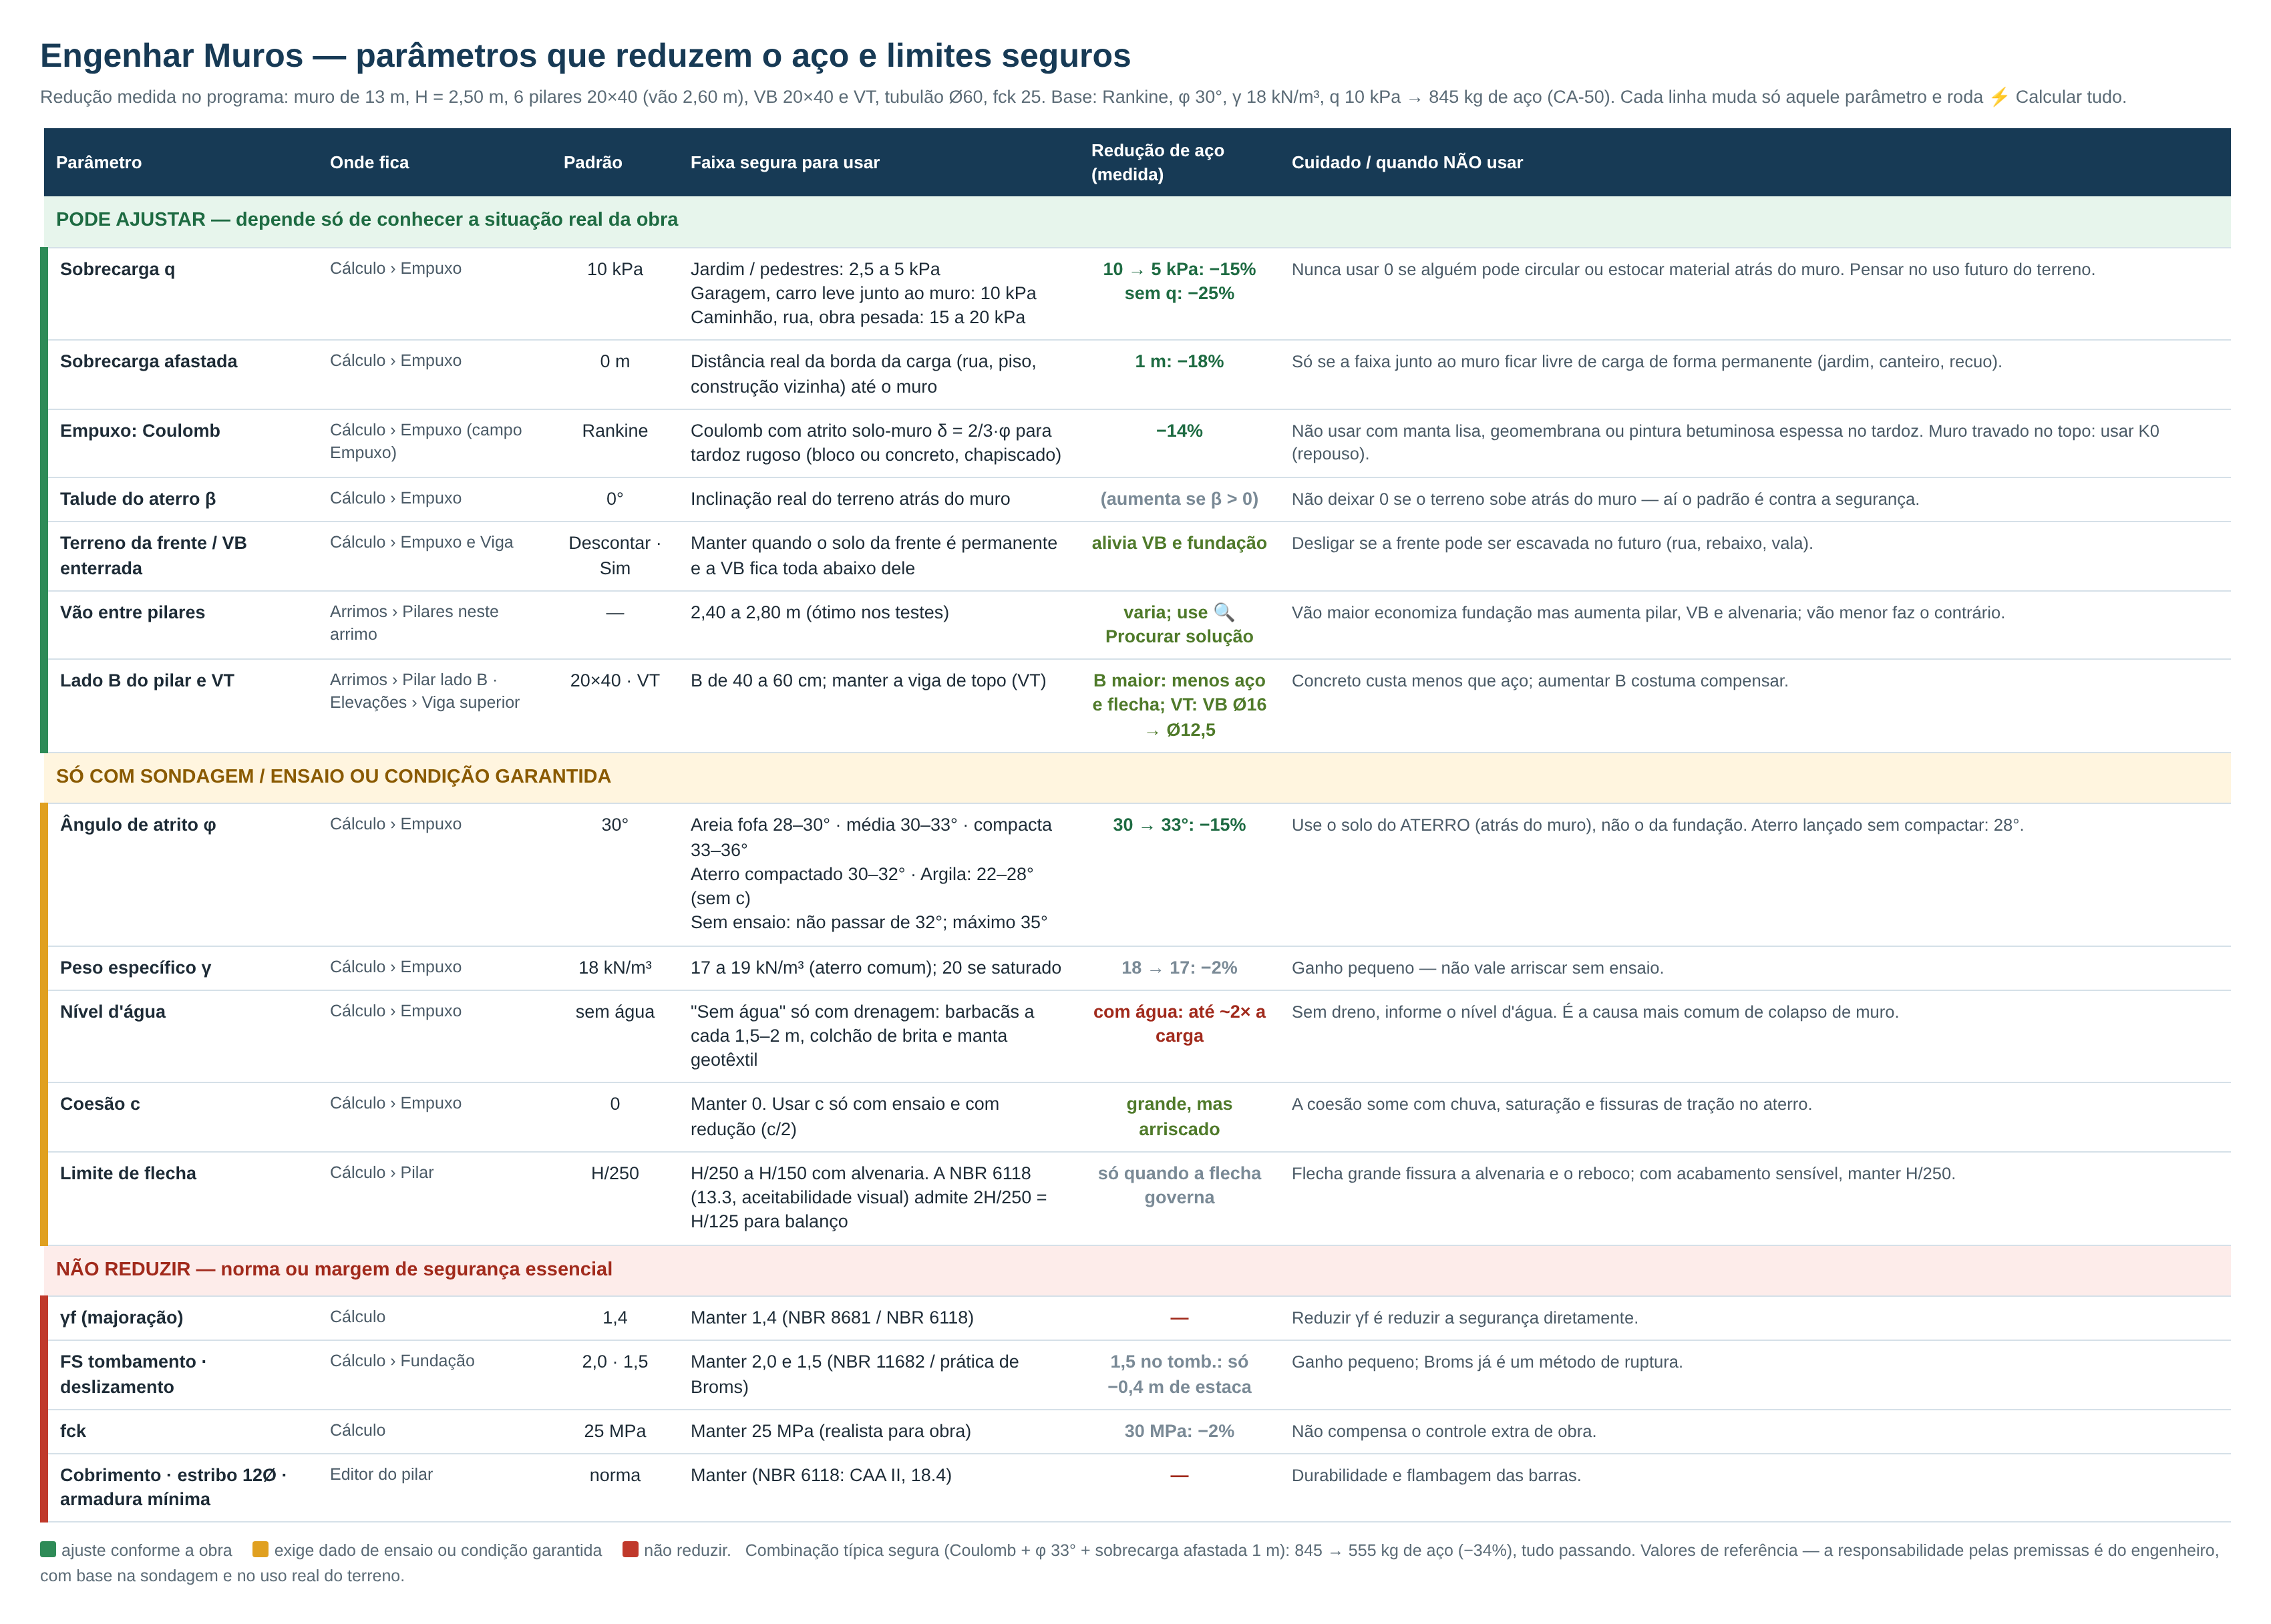 Engenhar Muros — parâmetros que reduzem o aço e limites seguros
Redução medida no programa: muro de 13 m, H = 2,50 m, 6 pilares 20×40 (vão 2,60 m), VB 20×40 e VT, tubulão Ø60, fck 25. Base: Rankine, φ 30°, γ 18 kN/m³, q 10 kPa → 845 kg de aço (CA-50). Cada linha muda só aquele parâmetro e roda ⚡ Calcular tudo.
Parâmetro
Onde fica
Padrão
Faixa segura para usar
Redução de aço
(medida)
Cuidado / quando NÃO usar
PODE AJUSTAR — depende só de conhecer a situação real da obra
Sobrecarga q
Cálculo › Empuxo
10 kPa
Jardim / pedestres: 2,5 a 5 kPa
Garagem, carro leve junto ao muro: 10 kPa
Caminhão, rua, obra pesada: 15 a 20 kPa
10 → 5 kPa: −15%
sem q: −25%
Nunca usar 0 se alguém pode circular ou estocar material atrás do muro. Pensar no uso futuro do terreno.
Sobrecarga afastada
Cálculo › Empuxo
0 m
Distância real da borda da carga (rua, piso,
construção vizinha) até o muro
1 m: −18%
Só se a faixa junto ao muro ficar livre de carga de forma permanente (jardim, canteiro, recuo).
Empuxo: Coulomb
Cálculo › Empuxo (campo
Empuxo)
Rankine
Coulomb com atrito solo-muro δ = 2/3·φ para
tardoz rugoso (bloco ou concreto, chapiscado)
−14%
Não usar com manta lisa, geomembrana ou pintura betuminosa espessa no tardoz. Muro travado no topo: usar K0
(repouso).
Talude do aterro β
Cálculo › Empuxo
0°
Inclinação real do terreno atrás do muro
(aumenta se β > 0)
Não deixar 0 se o terreno sobe atrás do muro — aí o padrão é contra a segurança.
Terreno da frente / VB
enterrada
Cálculo › Empuxo e Viga
Descontar ·
Sim
Manter quando o solo da frente é permanente
e a VB fica toda abaixo dele
alivia VB e fundação
Desligar se a frente pode ser escavada no futuro (rua, rebaixo, vala).
Vão entre pilares
Arrimos › Pilares neste
arrimo
—
2,40 a 2,80 m (ótimo nos testes)
varia; use 🔍
Procurar solução
Vão maior economiza fundação mas aumenta pilar, VB e alvenaria; vão menor faz o contrário.
Lado B do pilar e VT
Arrimos › Pilar lado B ·
Elevações › Viga superior
20×40 · VT
B de 40 a 60 cm; manter a viga de topo (VT)
B maior: menos aço
e flecha; VT: VB Ø16
→ Ø12,5
Concreto custa menos que aço; aumentar B costuma compensar.
SÓ COM SONDAGEM / ENSAIO OU CONDIÇÃO GARANTIDA
Ângulo de atrito φ
Cálculo › Empuxo
30°
Areia fofa 28–30° · média 30–33° · compacta
33–36°
Aterro compactado 30–32° · Argila: 22–28°
(sem c)
Sem ensaio: não passar de 32°; máximo 35°
30 → 33°: −15%
Use o solo do ATERRO (atrás do muro), não o da fundação. Aterro lançado sem compactar: 28°.
Peso específico γ
Cálculo › Empuxo
18 kN/m³
17 a 19 kN/m³ (aterro comum); 20 se saturado
18 → 17: −2%
Ganho pequeno — não vale arriscar sem ensaio.
Nível d'água
Cálculo › Empuxo
sem água
"Sem água" só com drenagem: barbacãs a
cada 1,5–2 m, colchão de brita e manta
geotêxtil
com água: até ~2× a
carga
Sem dreno, informe o nível d'água. É a causa mais comum de colapso de muro.
Coesão c
Cálculo › Empuxo
0
Manter 0. Usar c só com ensaio e com
redução (c/2)
grande, mas
arriscado
A coesão some com chuva, saturação e fissuras de tração no aterro.
Limite de flecha
Cálculo › Pilar
H/250
H/250 a H/150 com alvenaria. A NBR 6118
(13.3, aceitabilidade visual) admite 2H/250 =
H/125 para balanço
só quando a flecha
governa
Flecha grande fissura a alvenaria e o reboco; com acabamento sensível, manter H/250.
NÃO REDUZIR — norma ou margem de segurança essencial
γf (majoração)
Cálculo
1,4
Manter 1,4 (NBR 8681 / NBR 6118)
—
Reduzir γf é reduzir a segurança diretamente.
FS tombamento ·
deslizamento
Cálculo › Fundação
2,0 · 1,5
Manter 2,0 e 1,5 (NBR 11682 / prática de
Broms)
1,5 no tomb.: só
−0,4 m de estaca
Ganho pequeno; Broms já é um método de ruptura.
fck
Cálculo
25 MPa
Manter 25 MPa (realista para obra)
30 MPa: −2%
Não compensa o controle extra de obra.
Cobrimento · estribo 12Ø ·
armadura mínima
Editor do pilar
norma
Manter (NBR 6118: CAA II, 18.4)
—
Durabilidade e flambagem das barras.
ajuste conforme a obra exige dado de ensaio ou condição garantida não reduzir. Combinação típica segura (Coulomb + φ 33° + sobrecarga afastada 1 m): 845 → 555 kg de aço (−34%), tudo passando. Valores de referência — a responsabilidade pelas premissas é do engenheiro,
com base na sondagem e no uso real do terreno.